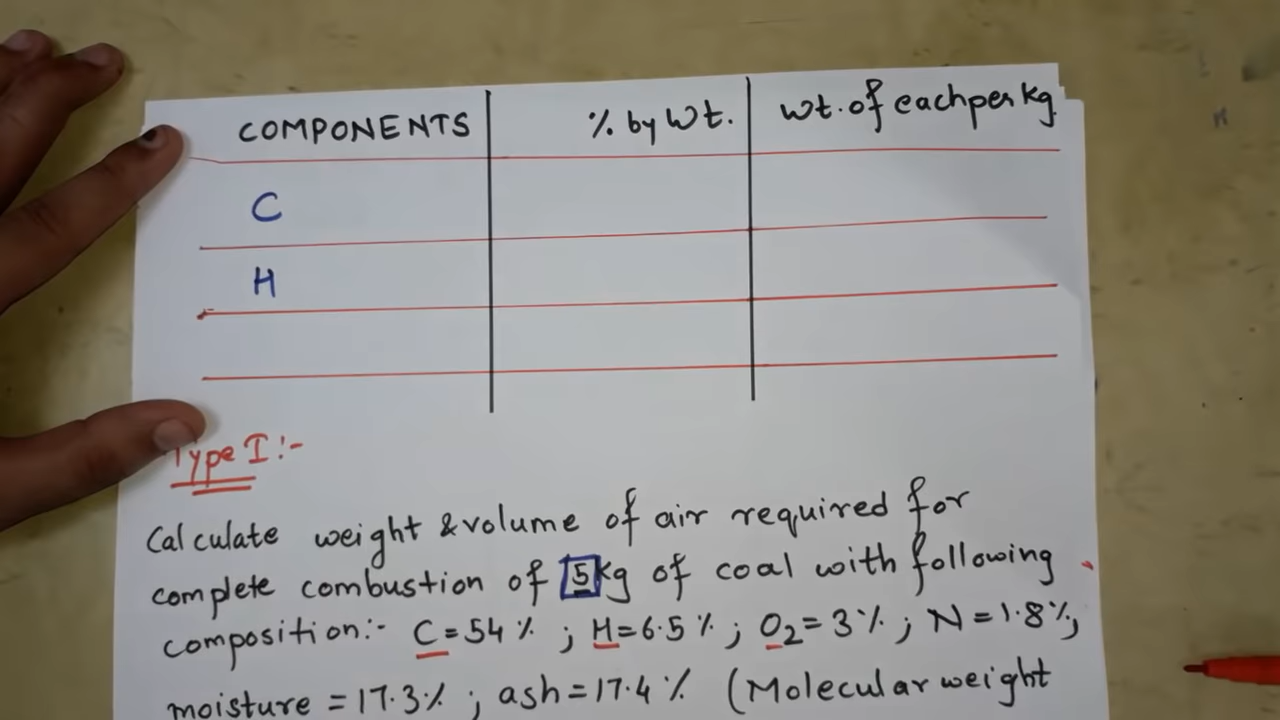 COMPONENTS % by Wt. Wt. of each per Kg
C
H
Type I :-
Calculate weight & volume of air required for
complete combustion of 5 Kg of coal with following
composition:- C = 54 % ; H = 6.5 % ; O2 = 3 % ; N = 1.8 %;
moisture = 17.3 % ; ash = 17.4 % (Molecular weight